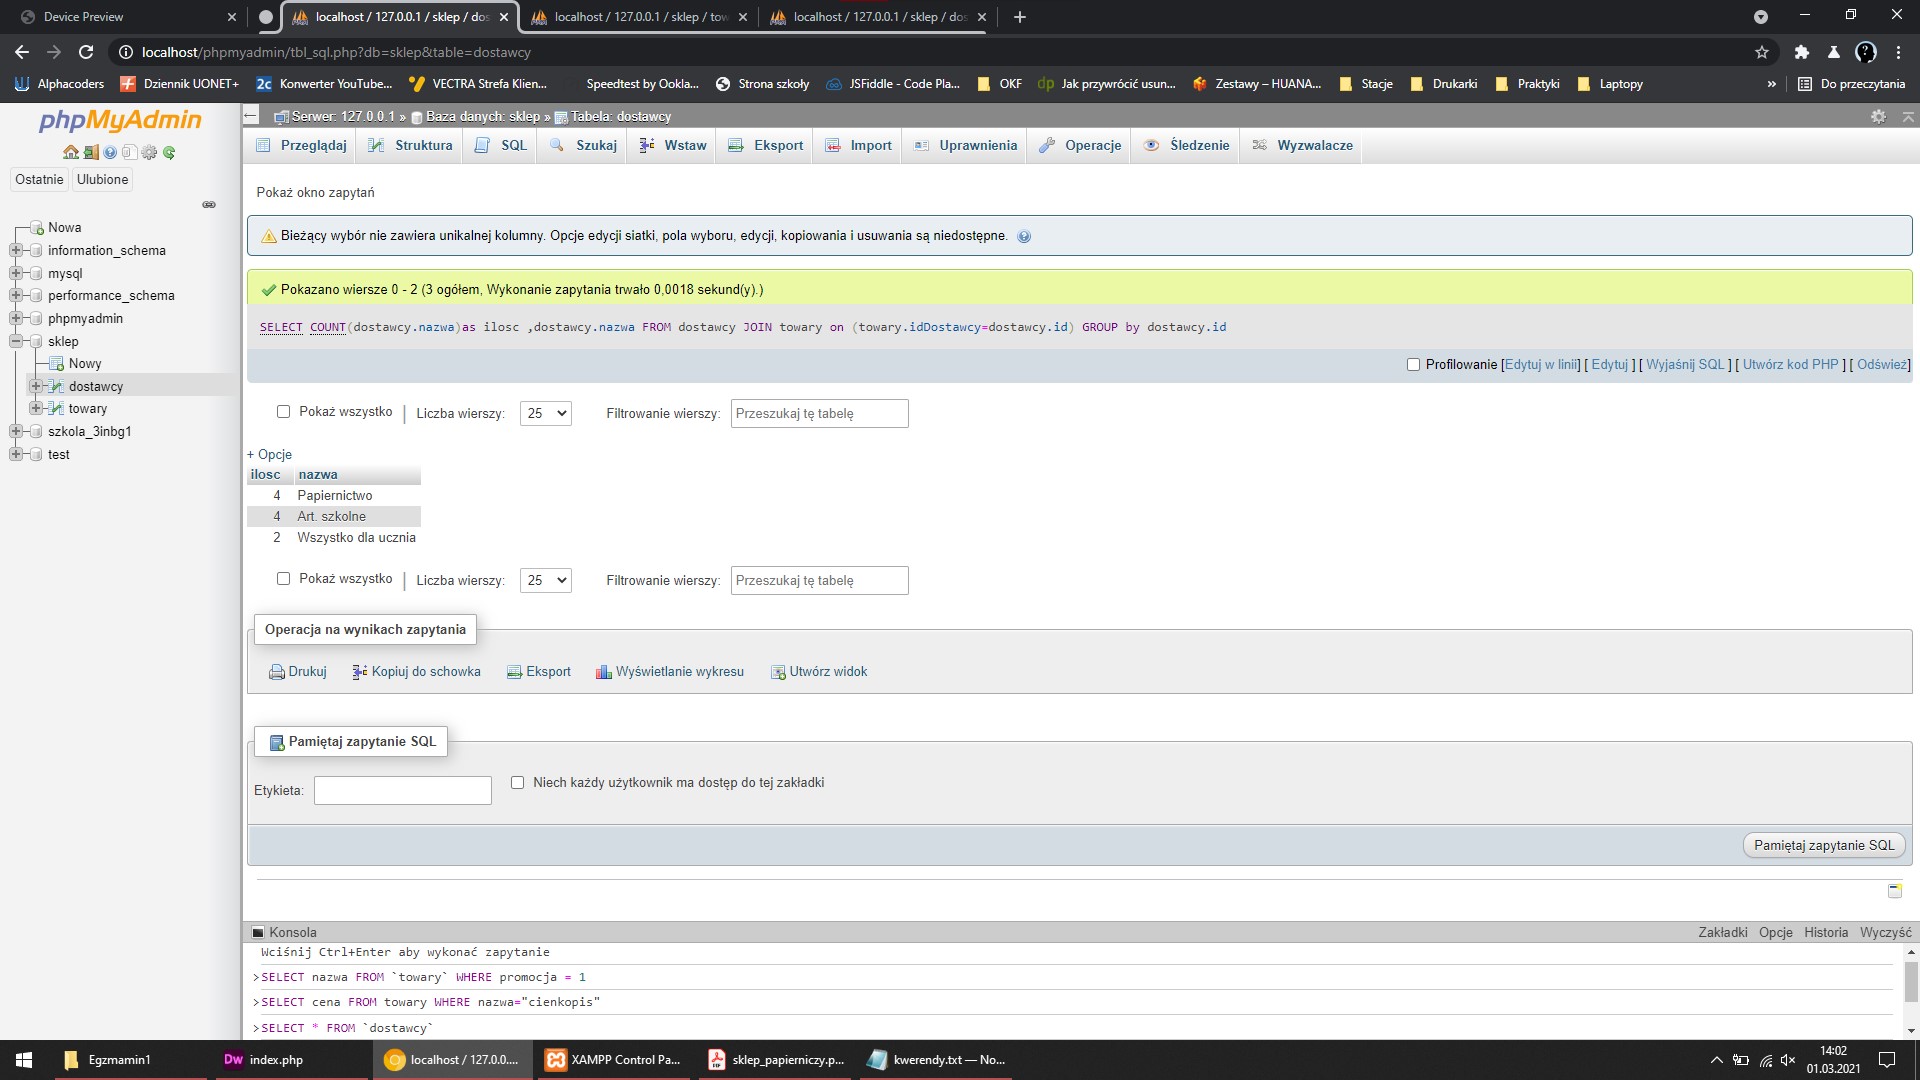 Device Preview
localhost / 127.0.0.1 / sklep / dos
localhost / 127.0.0.1 / sklep / tow
localhost / 127.0.0.1 / sklep / dos
localhost/phpmyadmin/tbl_sql.php?db=sklep&table=dostawcy
Alphacoders
Dziennik UONET+
2c Konwerter YouTube...
VECTRA Strefa Klien...
Speedtest by Ookla...
Strona szkoły
JSFiddle - Code Pla...
OKF
dp Jak przywrócić usun...
Zestawy – HUANA...
Stacje
Drukarki
Praktyki
Laptopy
»
Do przeczytania
phpMyAdmin
Ostatnie
Ulubione
Nowa
information_schema
mysql
performance_schema
phpmyadmin
sklep
Nowy
dostawcy
towary
szkola_3inbg1
test
Serwer: 127.0.0.1 » Baza danych: sklep » Tabela: dostawcy
Przeglądaj
Struktura
SQL
Szukaj
Wstaw
Eksport
Import
Uprawnienia
Operacje
Śledzenie
Wyzwalacze
Pokaż okno zapytań
Bieżący wybór nie zawiera unikalnej kolumny. Opcje edycji siatki, pola wyboru, edycji, kopiowania i usuwania są niedostępne.
Pokazano wiersze 0 - 2 (3 ogółem, Wykonanie zapytania trwało 0,0018 sekund(y).)
SELECT COUNT(dostawcy.nazwa)as ilosc ,dostawcy.nazwa FROM dostawcy JOIN towary on (towary.idDostawcy=dostawcy.id) GROUP by dostawcy.id
Profilowanie [Edytuj w linii] [ Edytuj ] [ Wyjaśnij SQL ] [ Utwórz kod PHP ] [ Odśwież]
Pokaż wszystko | Liczba wierszy: 25 Filtrowanie wierszy: Przeszukaj tę tabelę
+ Opcje
ilosc nazwa
4 Papiernictwo
4 Art. szkolne
2 Wszystko dla ucznia
Pokaż wszystko | Liczba wierszy: 25 Filtrowanie wierszy: Przeszukaj tę tabelę
Operacja na wynikach zapytania
Drukuj
Kopiuj do schowka
Eksport
Wyświetlanie wykresu
Utwórz widok
Pamiętaj zapytanie SQL
Etykieta:
Niech każdy użytkownik ma dostęp do tej zakładki
Pamiętaj zapytanie SQL
Konsola
Zakładki Opcje Historia Wyczyść
Wciśnij Ctrl+Enter aby wykonać zapytanie
>SELECT nazwa FROM `towary` WHERE promocja = 1
>SELECT cena FROM towary WHERE nazwa="cienkopis"
>SELECT * FROM `dostawcy`
Egzmamin1
Dw index.php
localhost / 127.0.0....
XAMPP Control Pa...
sklep_papierniczy.p...
kwerendy.txt — No...
14:02
01.03.2021